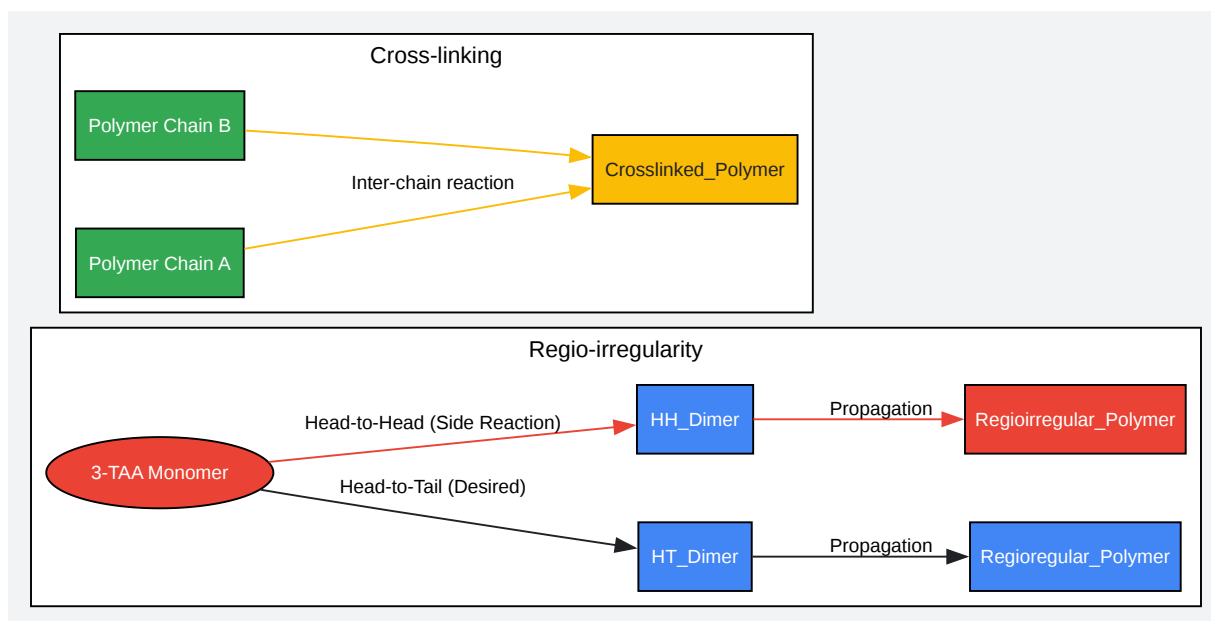 Cross-linking
Polymer Chain B
Crosslinked_Polymer
Inter-chain reaction
Polymer Chain A
Regio-irregularity
Head-to-Head (Side Reaction)
HH_Dimer
Propagation
Regioirregular_Polymer
3-TAA Monomer
Head-to-Tail (Desired)
HT_Dimer
Propagation
Regioregular_Polymer